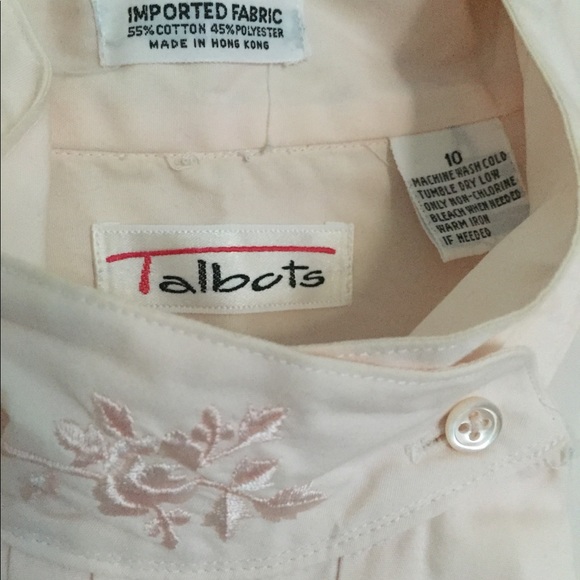 IMPORTED FABRIC
55% COTTON 45% POLYESTER
MADE IN HONG KONG
10
MACHINE WASH COLD
TUMBLE DRY LOW
ONLY NON-CHLORINE
BLEACH WHEN NEEDED
WARM IRON
IF NEEDED
Talbots